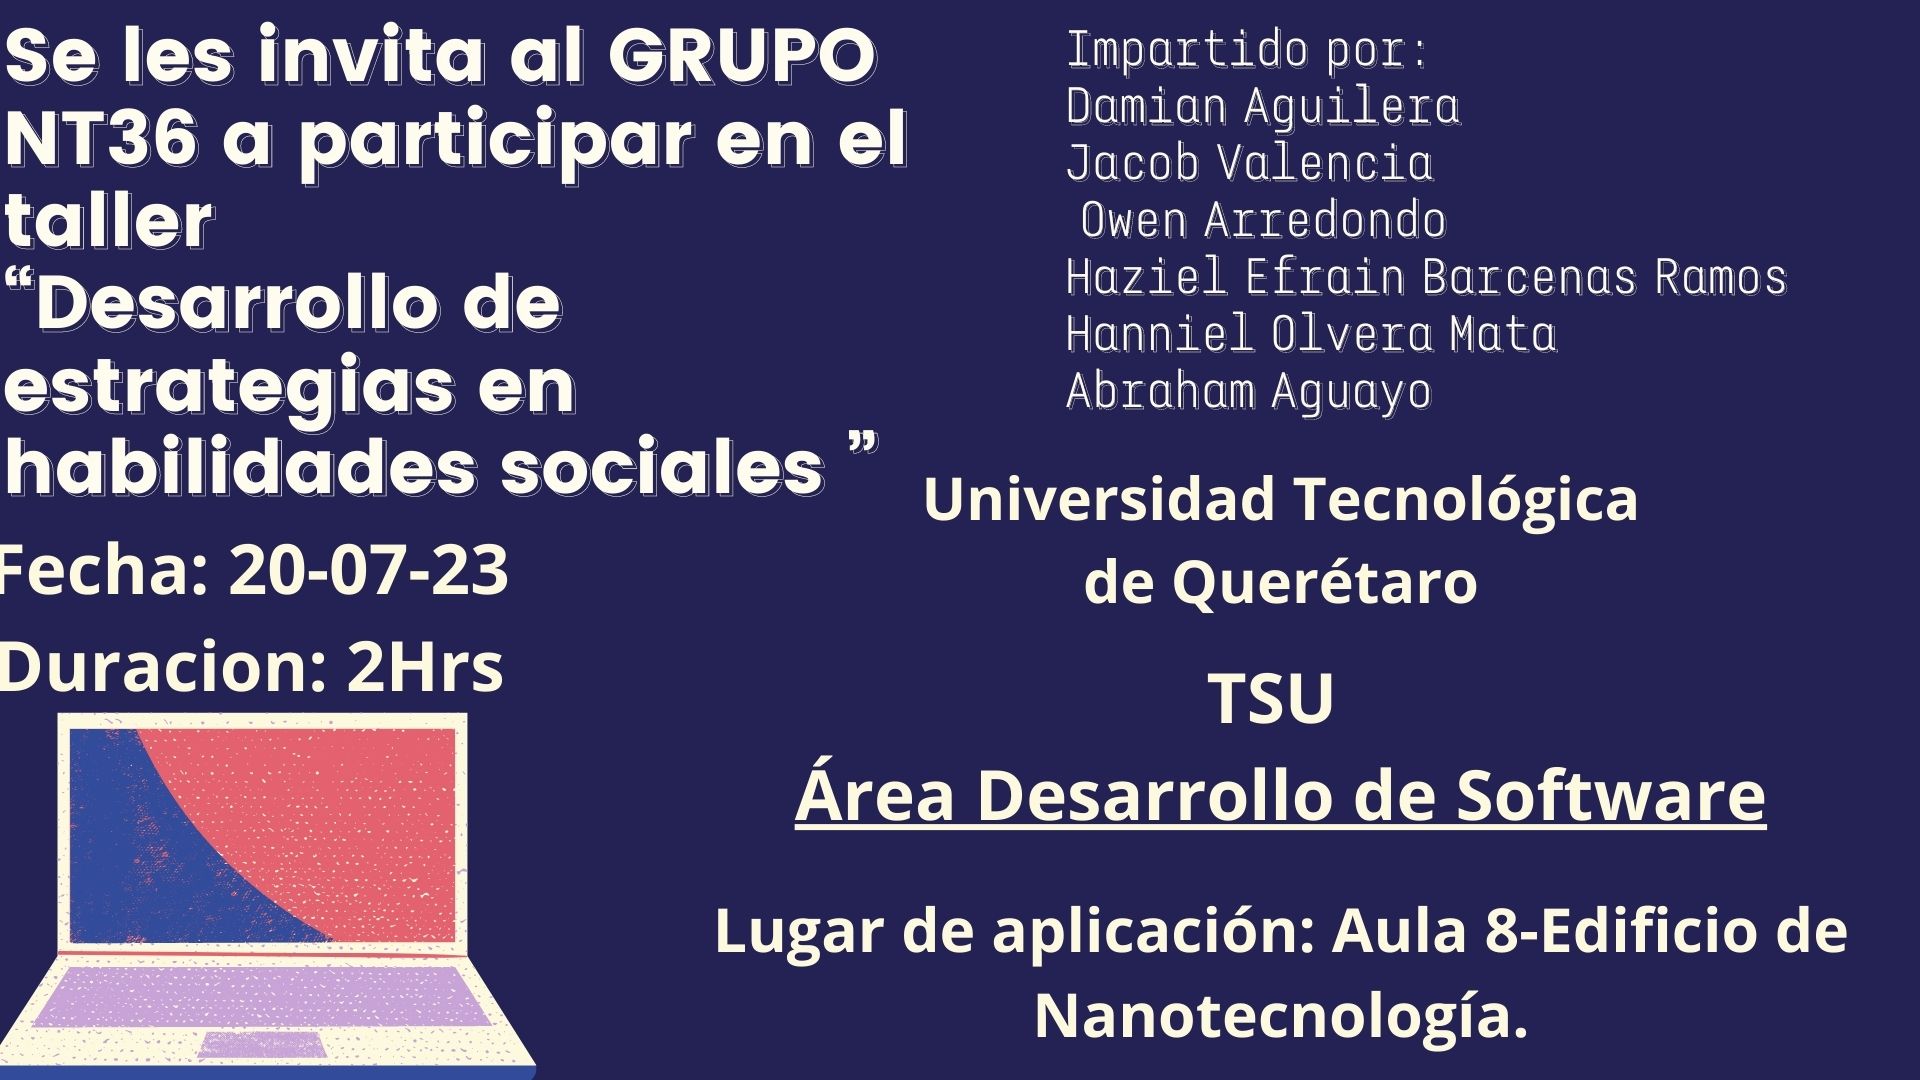 Se les invita al GRUPO
NT36 a participar en el
taller
“Desarrollo de
estrategias en
habilidades sociales ”
Fecha: 20-07-23
Duracion: 2Hrs
Impartido por:
Damian Aguilera
Jacob Valencia
Owen Arredondo
Haziel Efrain Barcenas Ramos
Hanniel Olvera Mata
Abraham Aguayo
Universidad Tecnológica
de Querétaro
TSU
Área Desarrollo de Software
Lugar de aplicación: Aula 8-Edificio de
Nanotecnología.